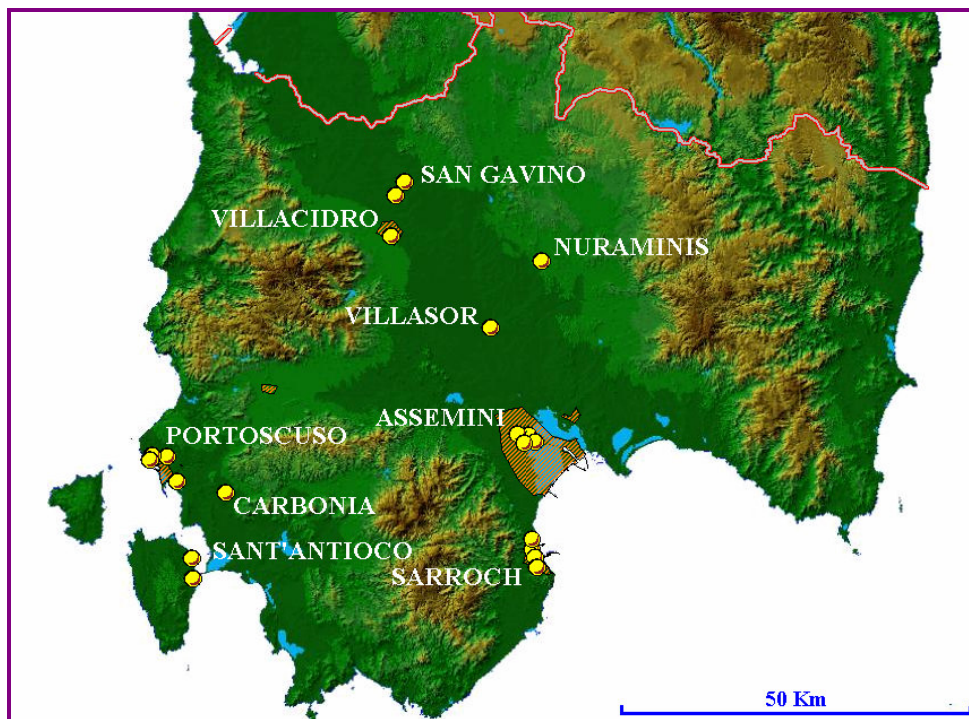 SAN GAVINO
VILLACIDRO
NURAMINIS
VILLASOR
ASSEMINI
PORTOSCUSO
CARBONIA
SANT'ANTIOCO
SARROCH
50 Km